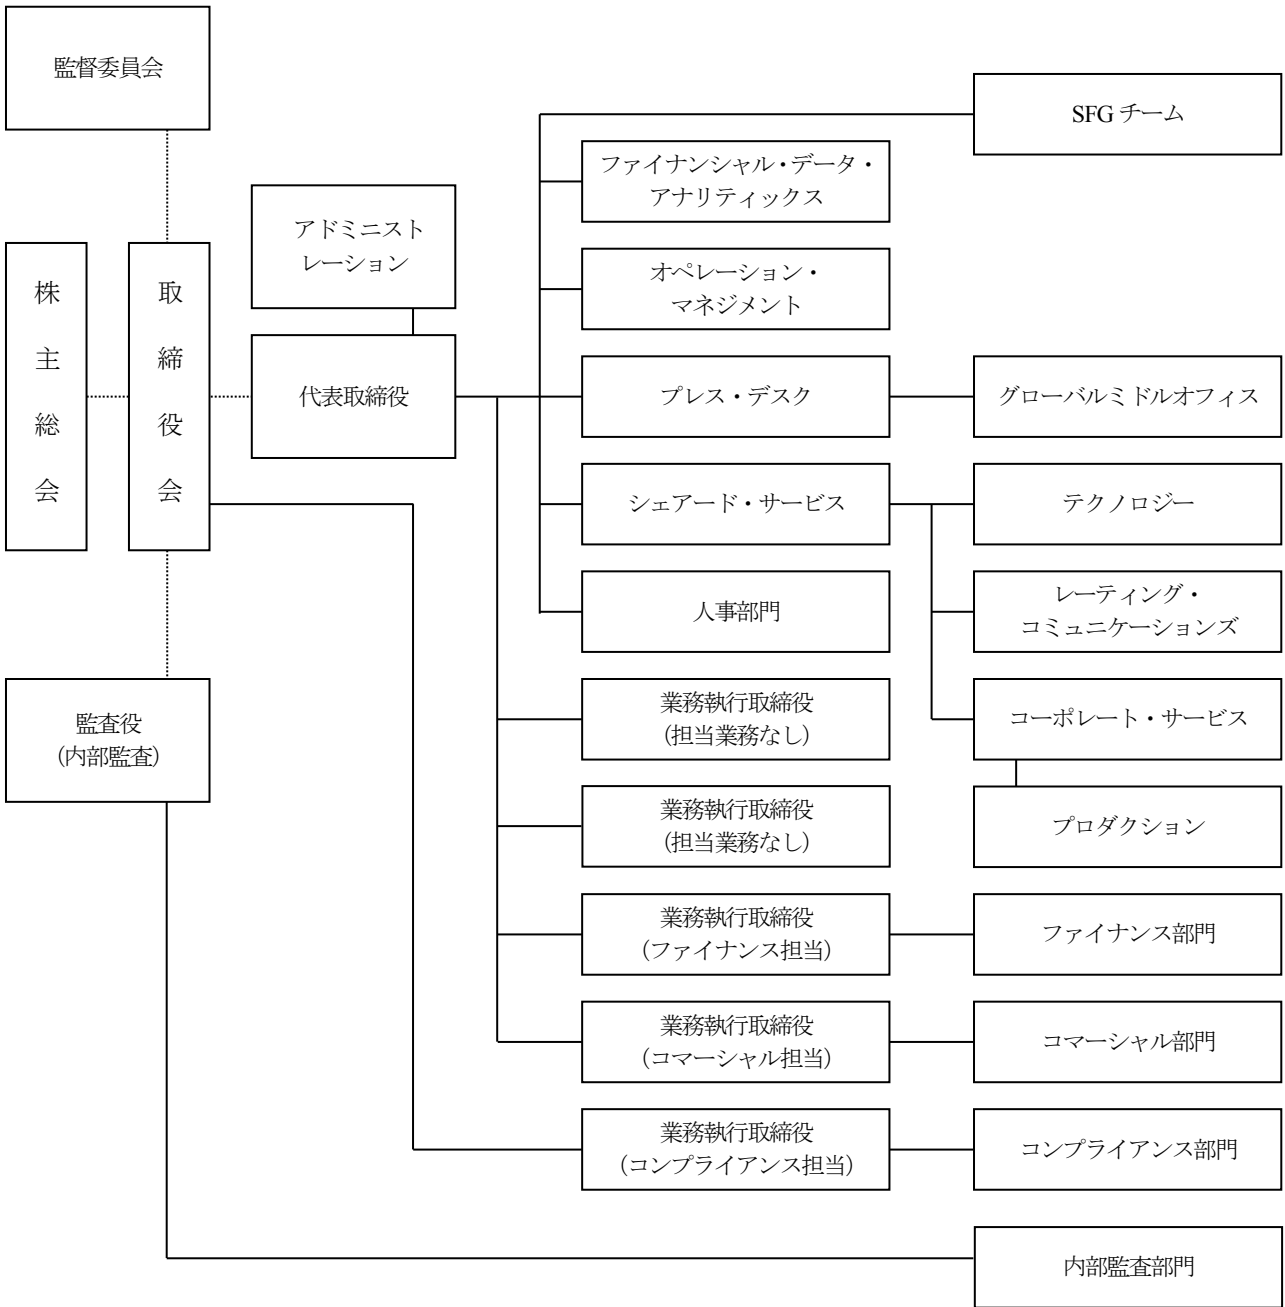 監督委員会
SFG チーム
ファイナンシャル・データ・
アナリティックス
アドミニスト
レーション
オペレーション・
マネジメント
株主総会
取締役会
代表取締役
プレス・デスク
グローバルミドルオフィス
シェアード・サービス
テクノロジー
人事部門
レーティング・
コミュニケーションズ
監査役
(内部監査)
業務執行取締役
(担当業務なし)
コーポレート・サービス
業務執行取締役
(担当業務なし)
プロダクション
業務執行取締役
(ファイナンス担当)
ファイナンス部門
業務執行取締役
(コマーシャル担当)
コマーシャル部門
業務執行取締役
(コンプライアンス担当)
コンプライアンス部門
内部監査部門